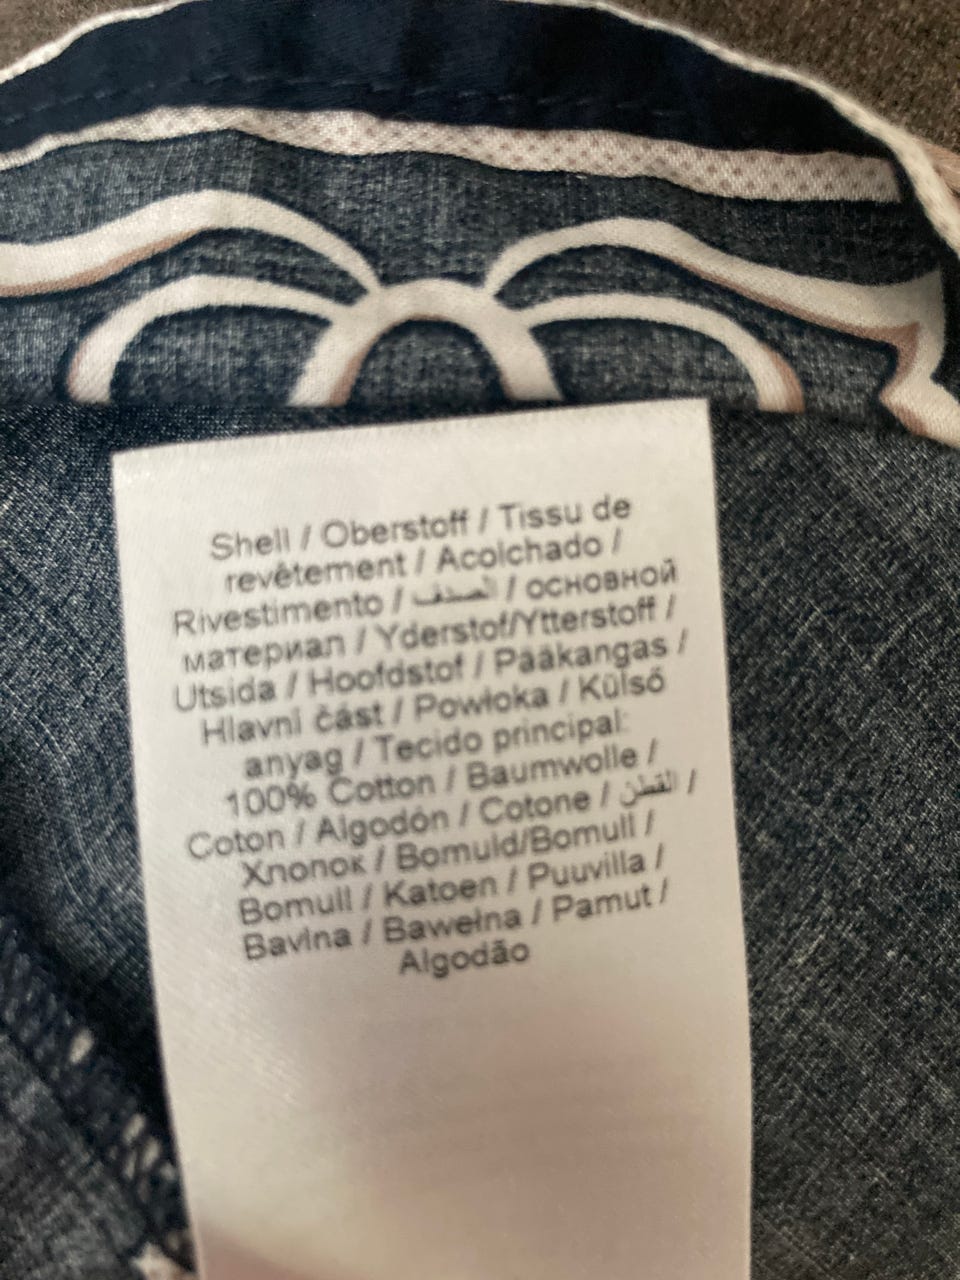 Shell / Oberstoff / Tissu de
revêtement / Acolchado /
Rivestimento / الصدف / основной
материал / Yderstof/Ytterstoff /
Utsida / Hoofdstof / Pääkangas /
Hlavní část / Powłoka / Külső
anyag / Tecido principal:
100% Cotton / Baumwolle /
Coton / Algodón / Cotone / القطن /
Хлопок / Bomuld/Bomull /
Bomull / Katoen / Puuvilla /
Bavlna / Bawełna / Pamut /
Algodão